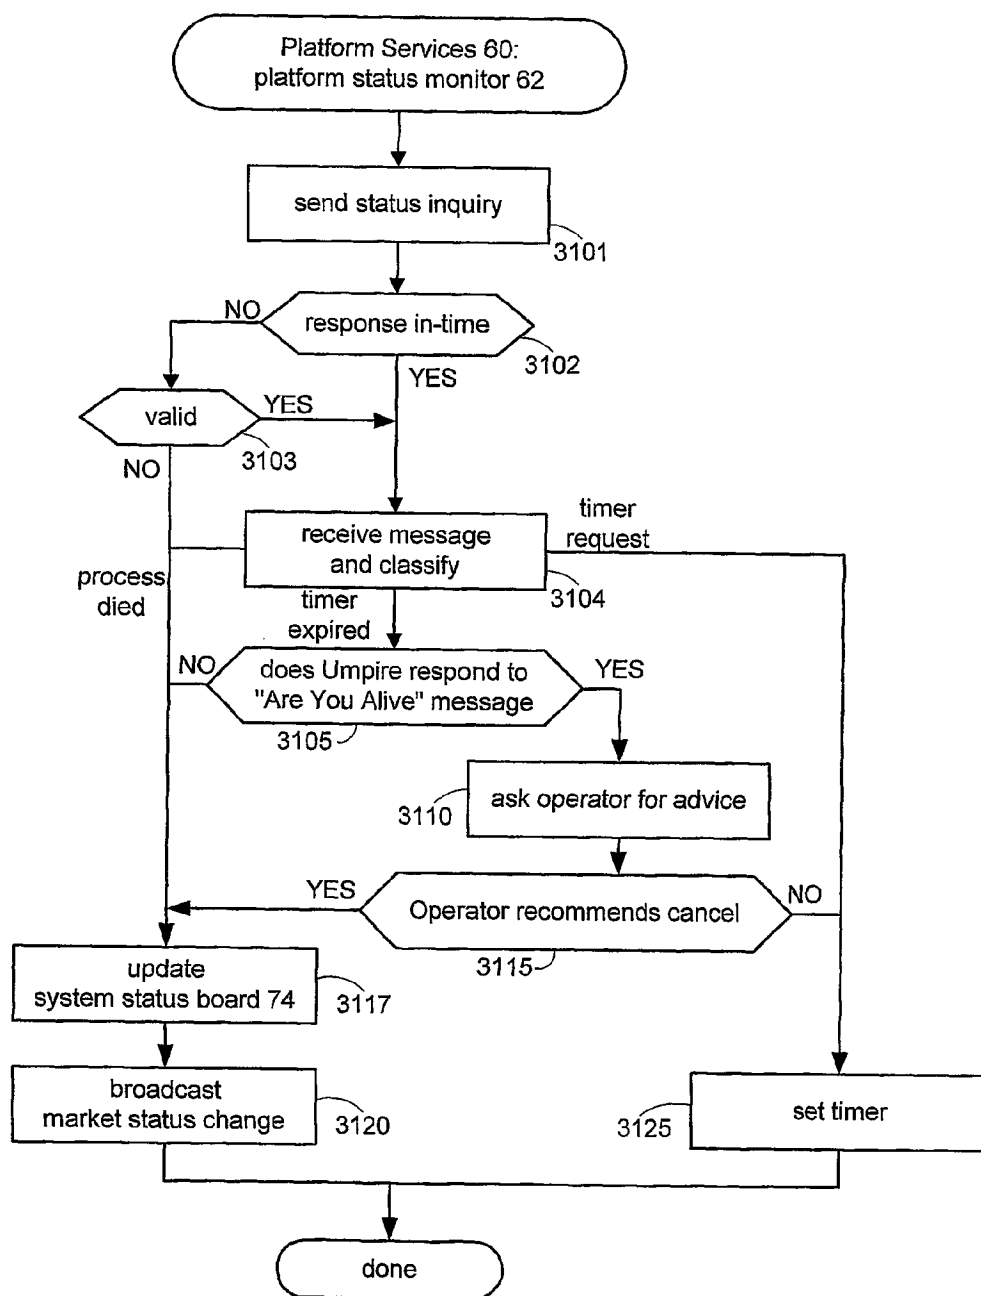 Platform Services 60:
platform status monitor 62
send status inquiry
3101
NO
response in-time
3102
YES
valid
YES
3103
NO
timer
request
receive message
and classify
3104
process
died
timer
expired
NO
does Umpire respond to
"Are You Alive" message
YES
3105
ask operator for advice
3110
YES
Operator recommends cancel
NO
3115
update
system status board 74
3117
broadcast
market status change
3120
set timer
3125
done